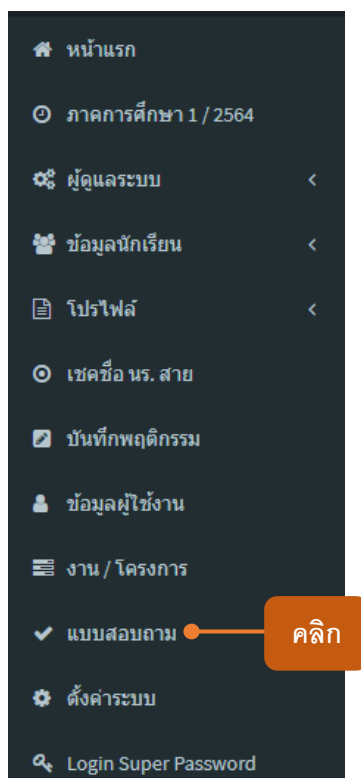 หน้าแรก
ภาคการศึกษา 1 / 2564
ผู้ดูแลระบบ
ข้อมูลนักเรียน
โปรไฟล์
เชคชื่อ นร. สาย
บันทึกพฤติกรรม
ข้อมูลผู้ใช้งาน
งาน / โครงการ
แบบสอบถาม คลิก
ตั้งค่าระบบ
Login Super Password